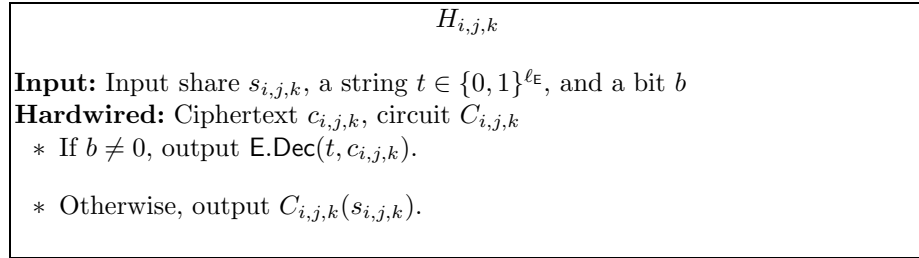 H_{i,j,k}
Input: Input share s_{i,j,k}, a string t ∈ {0, 1}^{ℓ_E}, and a bit b
Hardwired: Ciphertext c_{i,j,k}, circuit C_{i,j,k}
∗ If b ≠ 0, output E.Dec(t, c_{i,j,k}).
∗ Otherwise, output C_{i,j,k}(s_{i,j,k}).